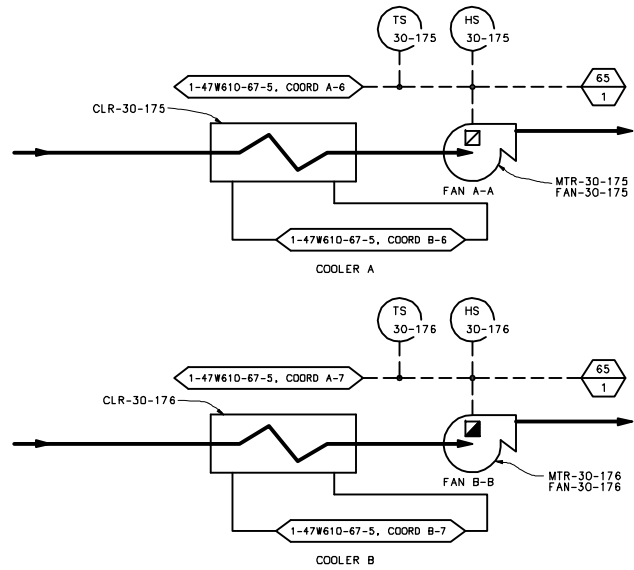 TS
30-175
HS
30-175
1-47W610-67-5, COORD A-6
65
1
CLR-30-175
FAN A-A
MTR-30-175
FAN-30-175
1-47W610-67-5, COORD B-6
COOLER A
TS
30-176
HS
30-176
1-47W610-67-5, COORD A-7
65
1
CLR-30-176
FAN B-B
MTR-30-176
FAN-30-176
1-47W610-67-5, COORD B-7
COOLER B